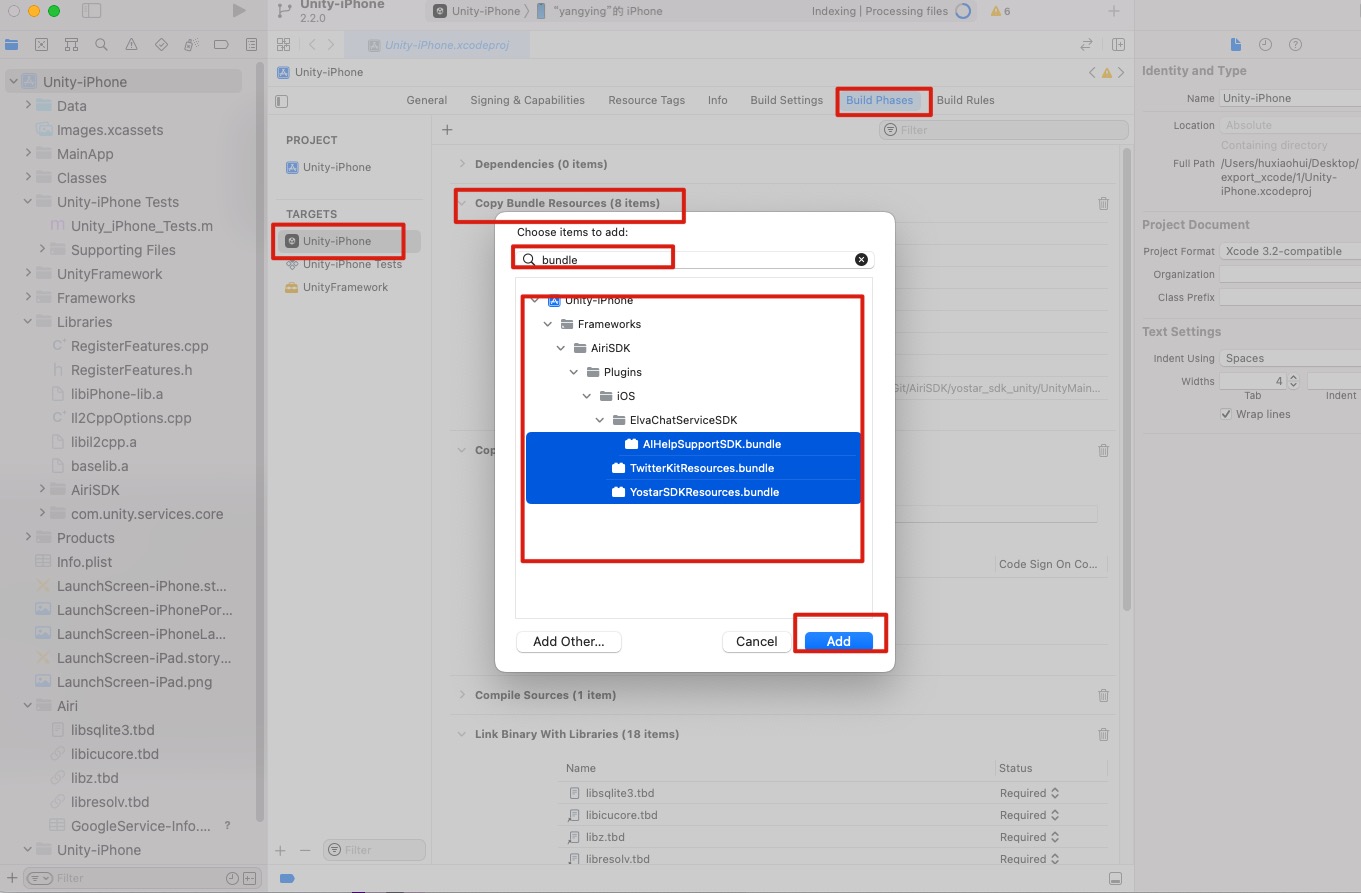 Unity-iPhone
2.2.0
Unity-iPhone
"yangying"的 iPhone
Indexing | Processing files
6
Unity-iPhone.xcodeproj
Unity-iPhone
General
Signing & Capabilities
Resource Tags
Info
Build Settings
Build Phases
Build Rules
Unity-iPhone
Data
Images.xcassets
MainApp
Classes
Unity-iPhone Tests
Unity_iPhone_Tests.m
Supporting Files
UnityFramework
Frameworks
Libraries
RegisterFeatures.cpp
RegisterFeatures.h
libiPhone-lib.a
Il2CppOptions.cpp
libil2cpp.a
baselib.a
AiriSDK
com.unity.services.core
Products
Info.plist
LaunchScreen-iPhone.st...
LaunchScreen-iPhonePor...
LaunchScreen-iPhoneLa...
LaunchScreen-iPad.story...
LaunchScreen-iPad.png
Airi
libsqlite3.tbd
libicucore.tbd
libz.tbd
libresolv.tbd
GoogleService-Info.... ?
Unity-iPhone
Filter
PROJECT
Unity-iPhone
TARGETS
Unity-iPhone
Unity-iPhone Tests
UnityFramework
Filter
Filter
Dependencies (0 items)
Copy Bundle Resources (8 items)
Choose items to add:
bundle
Unity-iPhone
Frameworks
AiriSDK
Plugins
iOS
ElvaChatServiceSDK
AIHelpSupportSDK.bundle
TwitterKitResources.bundle
YostarSDKResources.bundle
Add Other...
Cancel
Add
Git/AiriSDK/yostar_sdk_unity/UnityMain...
Cop
Code Sign On Co...
Compile Sources (1 item)
Link Binary With Libraries (18 items)
Name
Status
libsqlite3.tbd
Required
libicucore.tbd
Required
libz.tbd
Required
libresolv.tbd
Required
Identity and Type
Name
Unity-iPhone
Location
Absolute
Containing directory
Full Path
/Users/huxiaohui/Desktop/
export_xcode/1/Unity-
iPhone.xcodeproj
Project Document
Project Format
Xcode 3.2-compatible
Organization
Class Prefix
Text Settings
Indent Using
Spaces
Widths
4
Tab
Indent
Wrap lines